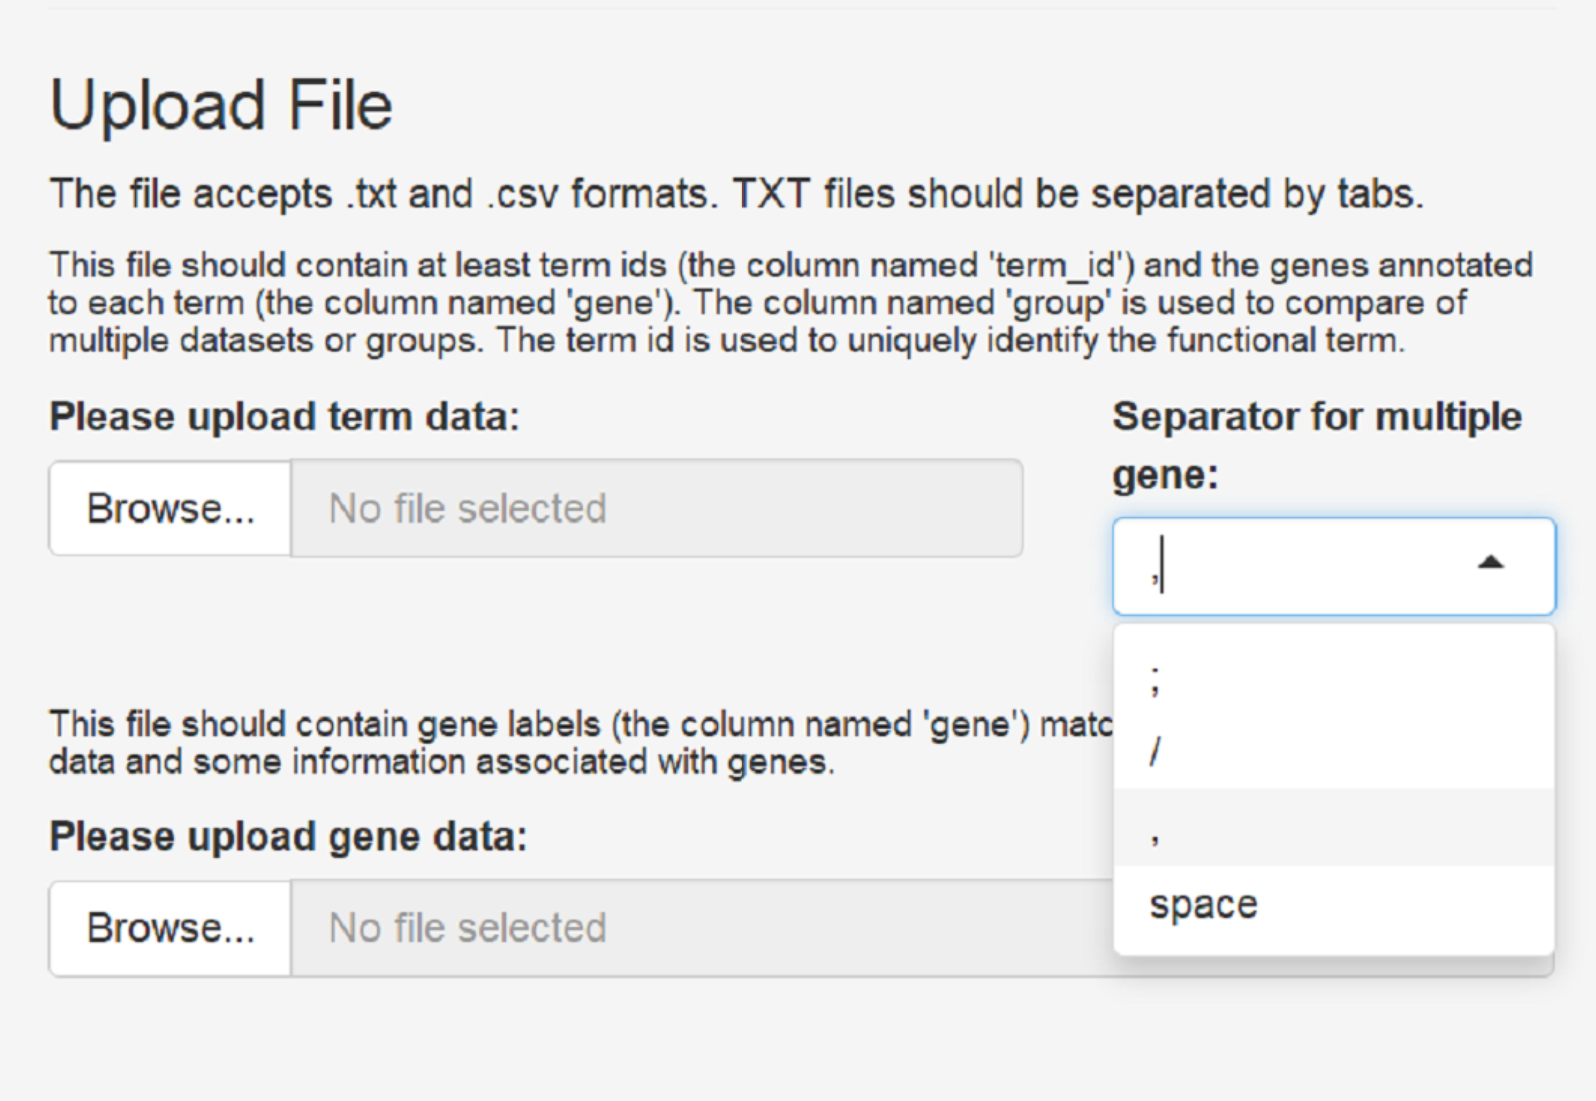 Upload File
The file accepts .txt and .csv formats. TXT files should be separated by tabs.
This file should contain at least term ids (the column named 'term_id') and the genes annotated
to each term (the column named 'gene'). The column named 'group' is used to compare of
multiple datasets or groups. The term id is used to uniquely identify the functional term.
Please upload term data:
Browse...
No file selected
Separator for multiple
gene:
,
;
/
,
space
This file should contain gene labels (the column named 'gene')
data and some information associated with genes.
Please upload gene data:
Browse...
No file selected